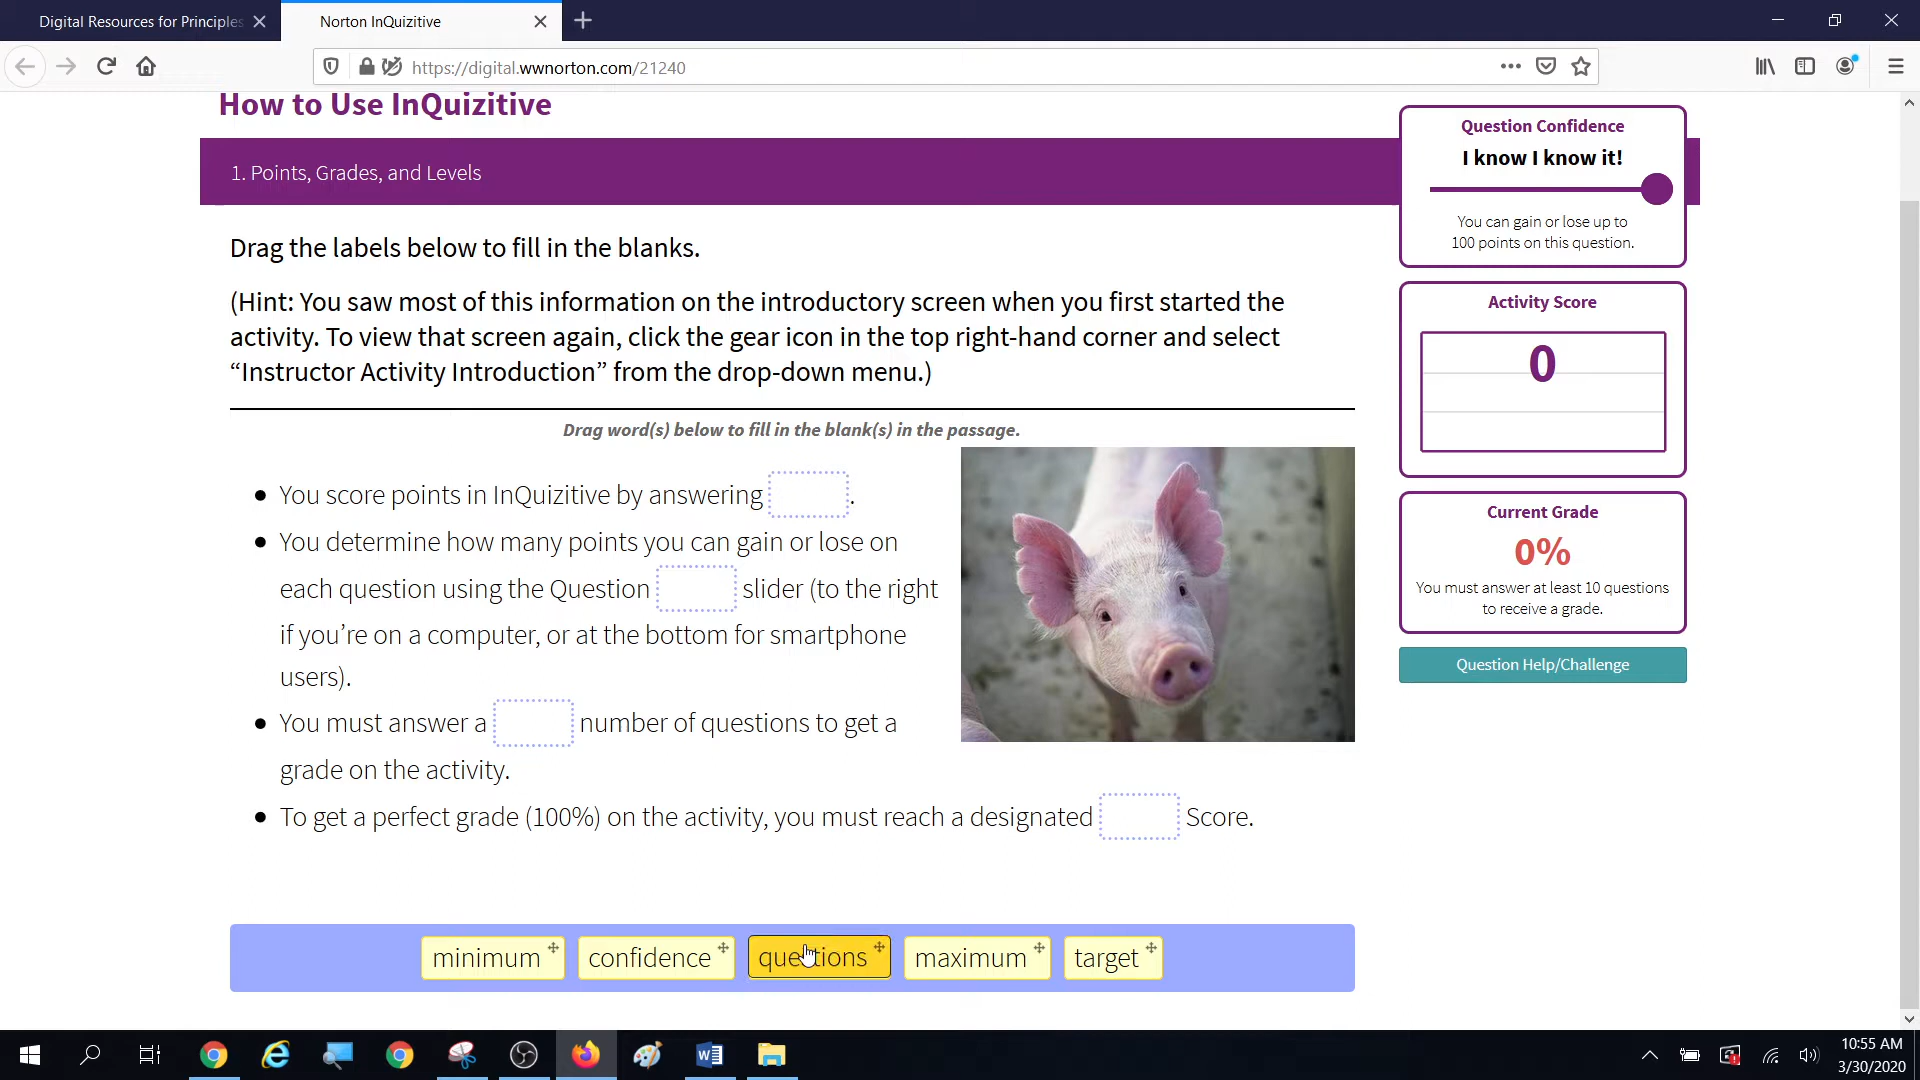 Digital Resources for Principles
Norton InQuizitive
https://digital.wwnorton.com/21240
How to Use InQuizitive
1. Points, Grades, and Levels
Drag the labels below to fill in the blanks.
(Hint: You saw most of this information on the introductory screen when you first started the
activity. To view that screen again, click the gear icon in the top right-hand corner and select
“Instructor Activity Introduction” from the drop-down menu.)
Drag word(s) below to fill in the blank(s) in the passage.
You score points in InQuizitive by answering .
You determine how many points you can gain or lose on
each question using the Question slider (to the right
if you’re on a computer, or at the bottom for smartphone
users).
You must answer a number of questions to get a
grade on the activity.
To get a perfect grade (100%) on the activity, you must reach a designated Score.
minimum confidence questions maximum target
Question Confidence
I know I know it!
You can gain or lose up to
100 points on this question.
Activity Score
0
Current Grade
0%
You must answer at least 10 questions
to receive a grade.
Question Help/Challenge
10:55 AM
3/30/2020